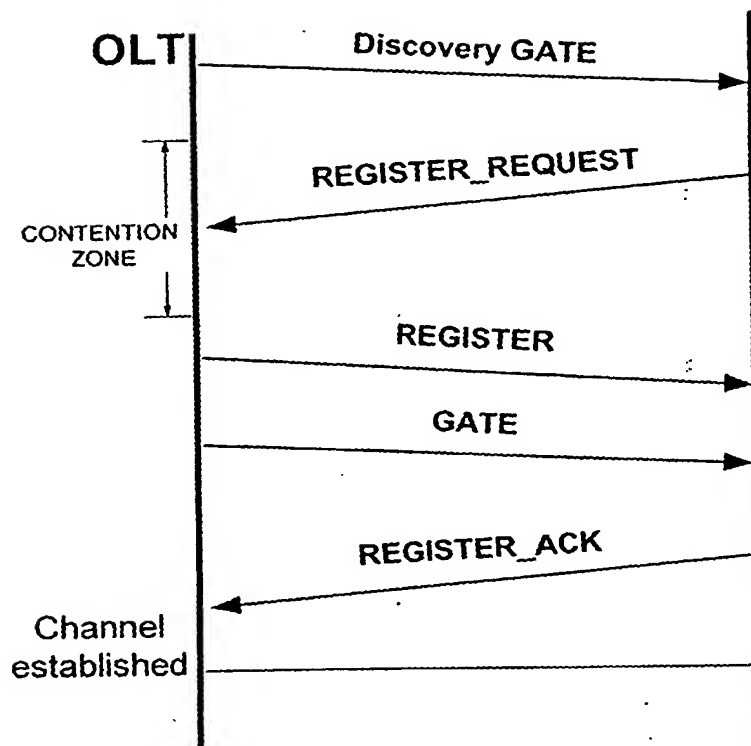 OLT
Discovery GATE
REGISTER_REQUEST
CONTENTION
ZONE
REGISTER
GATE
REGISTER_ACK
Channel
established